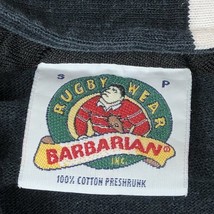 S P
RUGBY WEAR
BARBARIAN®
INC.
100% COTTON PRESHRUNK